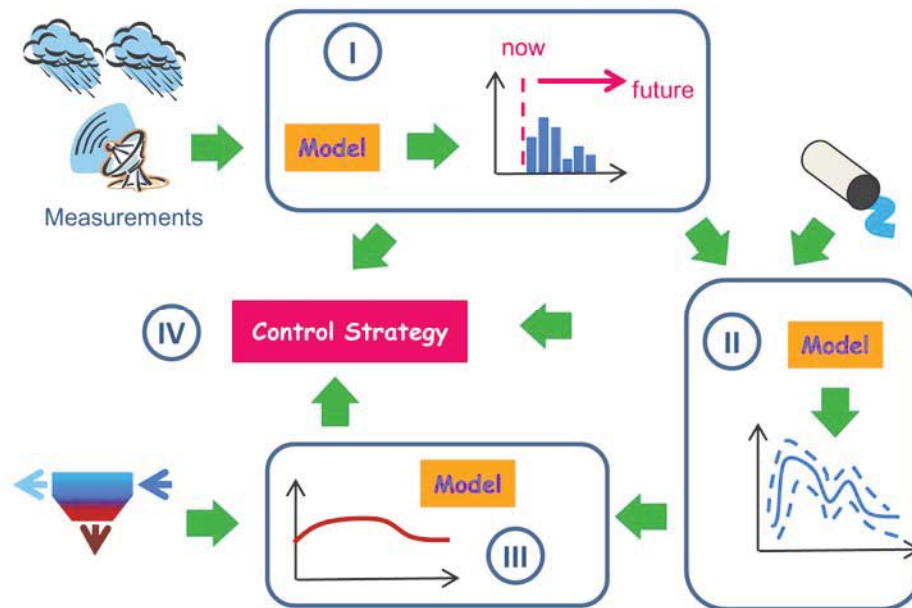 I
now
future
Model
Measurements
IV
Control Strategy
II
Model
Model
III